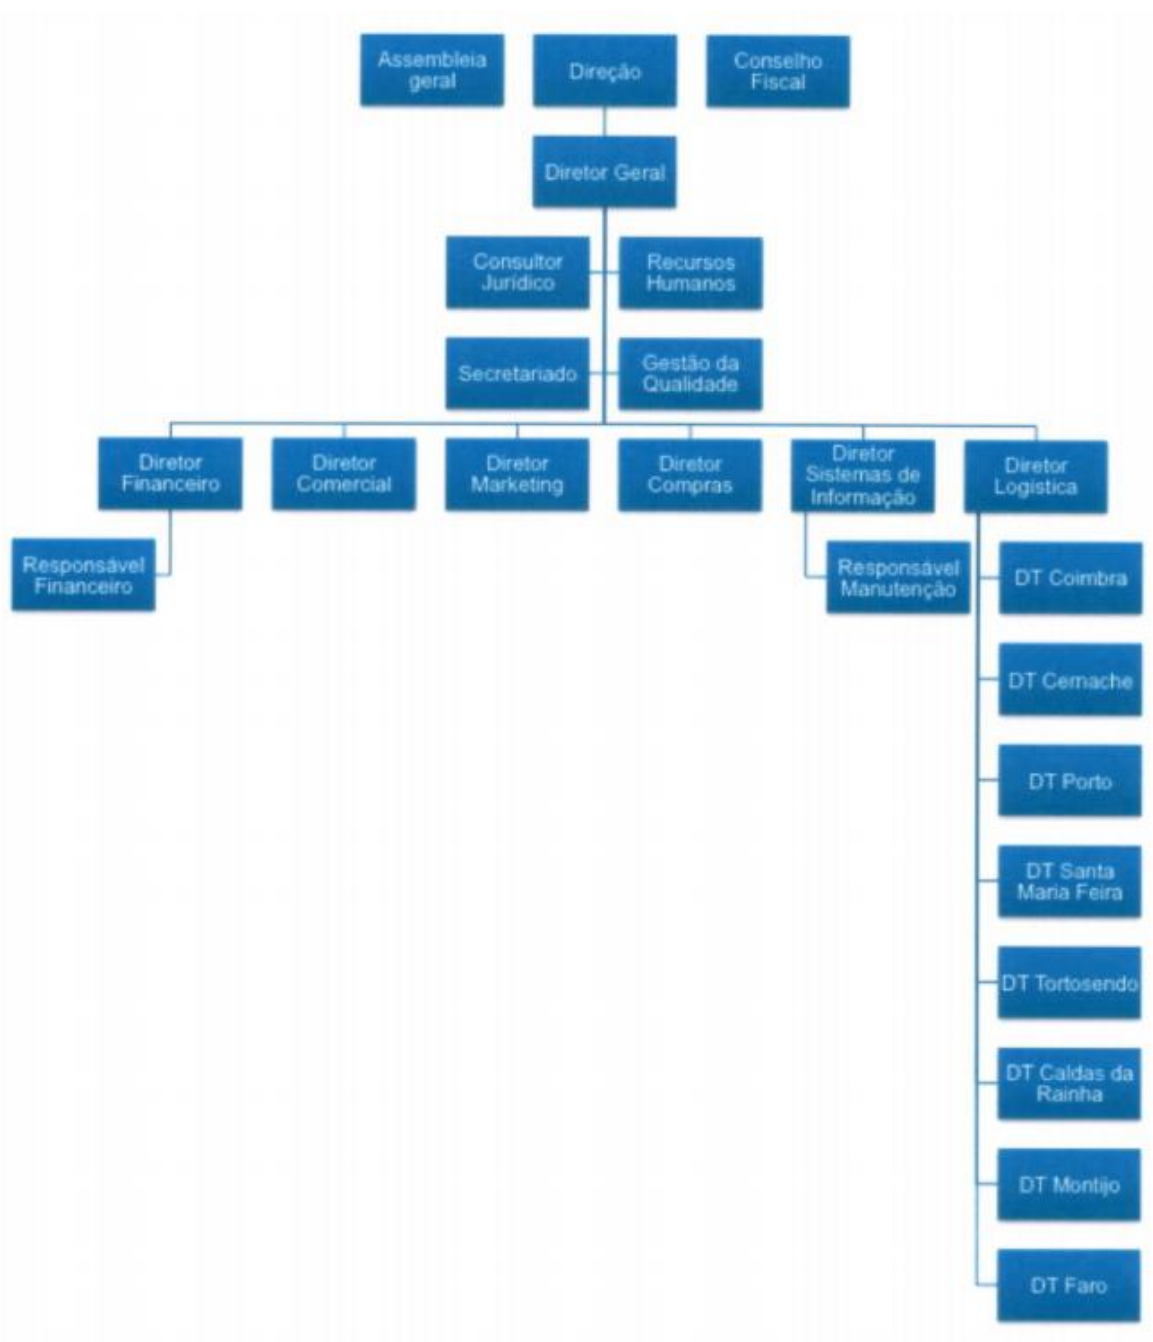 Assembleia
geral
Direção
Conselho
Fiscal
Diretor Geral
Consultor
Jurídico
Recursos
Humanos
Secretariado
Gestão da
Qualidade
Diretor
Financeiro
Diretor
Comercial
Diretor
Marketing
Diretor
Compras
Diretor
Sistemas de
Informação
Diretor
Logística
Responsável
Financeiro
Responsável
Manutenção
DT Coimbra
DT Cernache
DT Porto
DT Santa
Maria Feira
DT Tortosendo
DT Caldas da
Rainha
DT Montijo
DT Faro